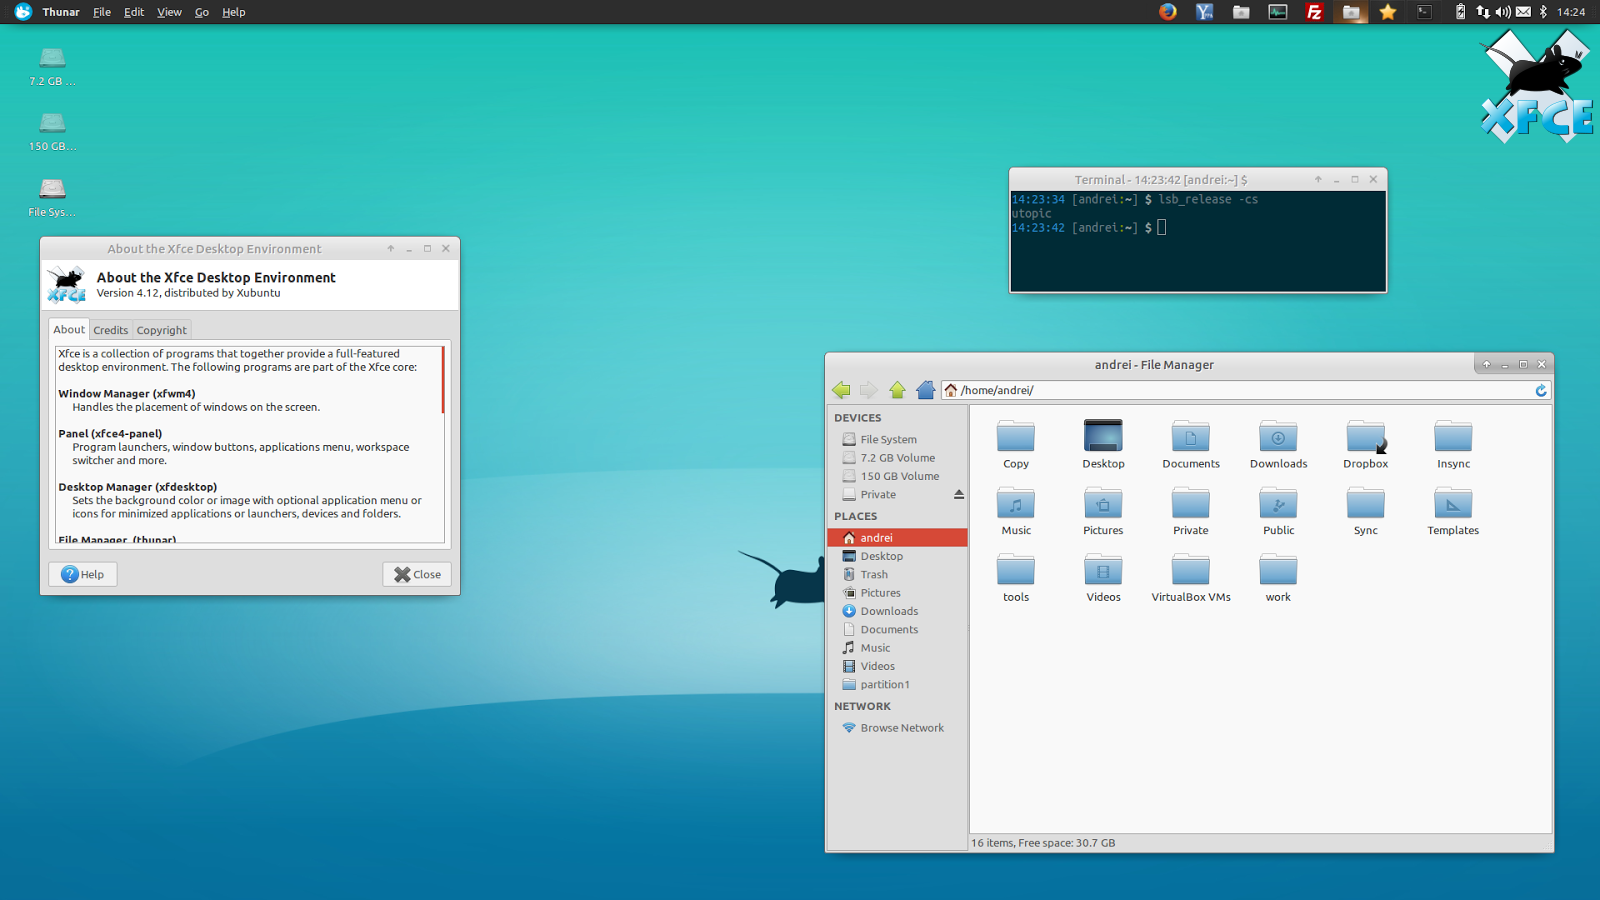 Thunar File Edit View Go Help
14:24
7.2 GB ...
150 GB...
File Sys...
XFCE
Terminal - 14:23:42 [andrei:~] $
14:23:34 [andrei:~] $ lsb_release -cs
utopic
14:23:42 [andrei:~] $
About the Xfce Desktop Environment
XFCE
About the Xfce Desktop Environment
Version 4.12, distributed by Xubuntu
About Credits Copyright
Xfce is a collection of programs that together provide a full-featured
desktop environment. The following programs are part of the Xfce core:
Window Manager (xfwm4)
Handles the placement of windows on the screen.
Panel (xfce4-panel)
Program launchers, window buttons, applications menu, workspace
switcher and more.
Desktop Manager (xfdesktop)
Sets the background color or image with optional application menu or
icons for minimized applications or launchers, devices and folders.
File Manager (thunar)
Help Close
andrei - File Manager
/home/andrei/
DEVICES
File System
7.2 GB Volume
150 GB Volume
Private
PLACES
andrei
Desktop
Trash
Pictures
Downloads
Documents
Music
Videos
partition1
NETWORK
Browse Network
Copy Desktop Documents Downloads Dropbox Insync
Music Pictures Private Public Sync Templates
tools Videos VirtualBox VMs work
16 items, Free space: 30.7 GB